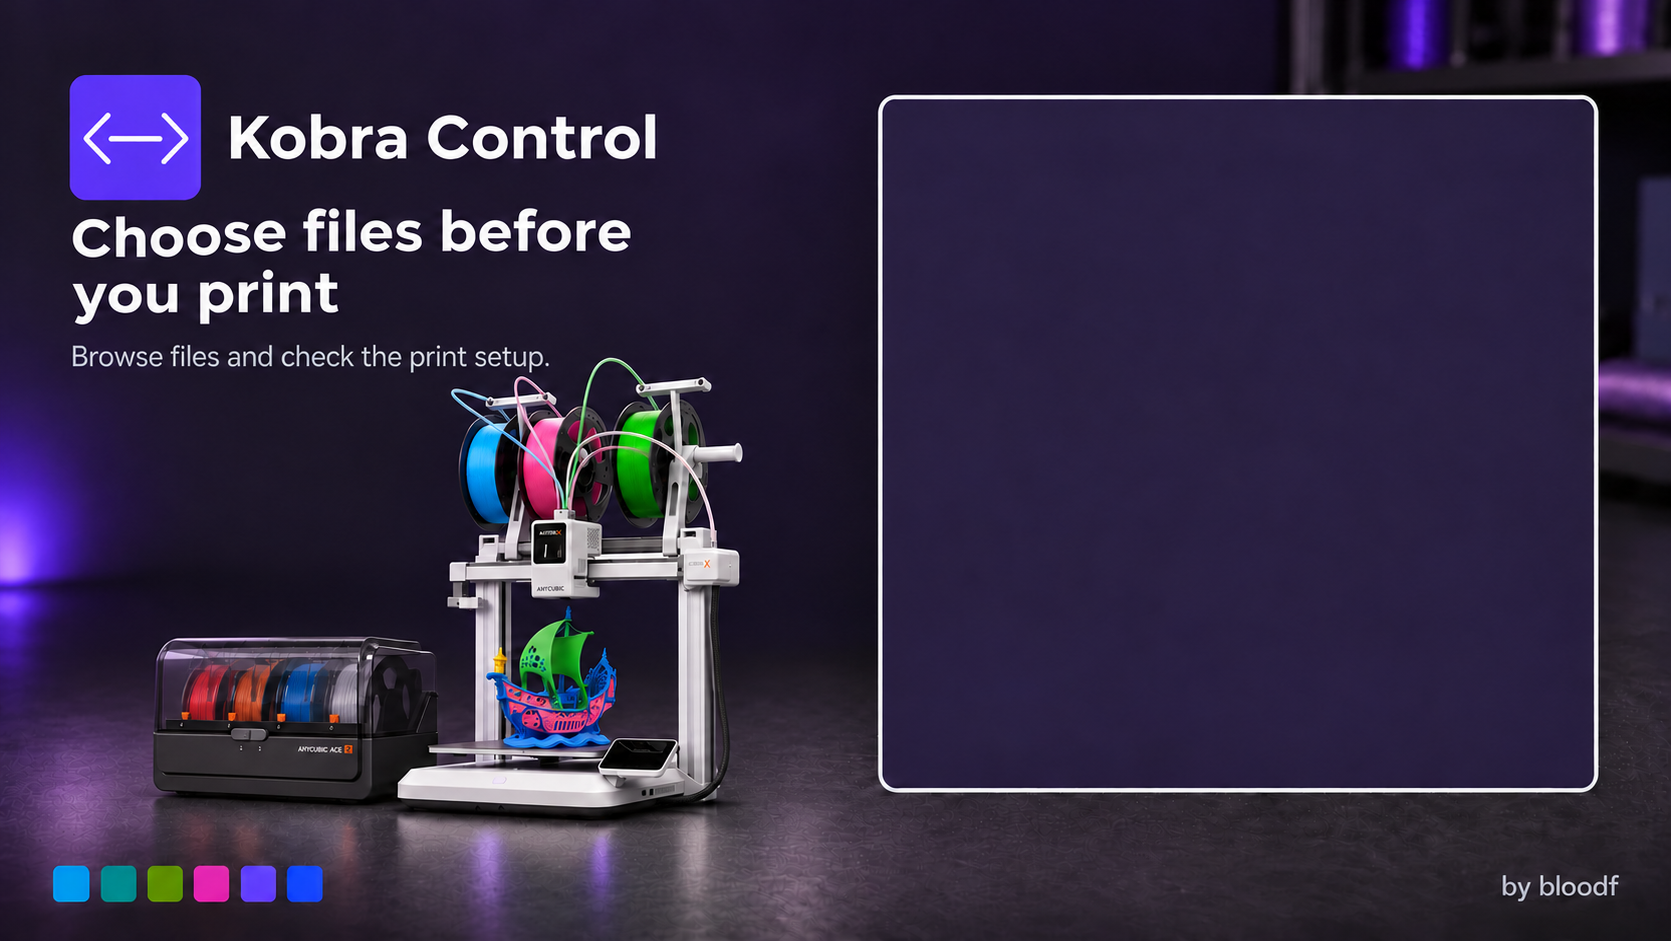 Kobra Control
Choose files before
you print
Browse files and check the print setup.
ANYCUBIC
ANYCUBIC ACE 2
by bloodf